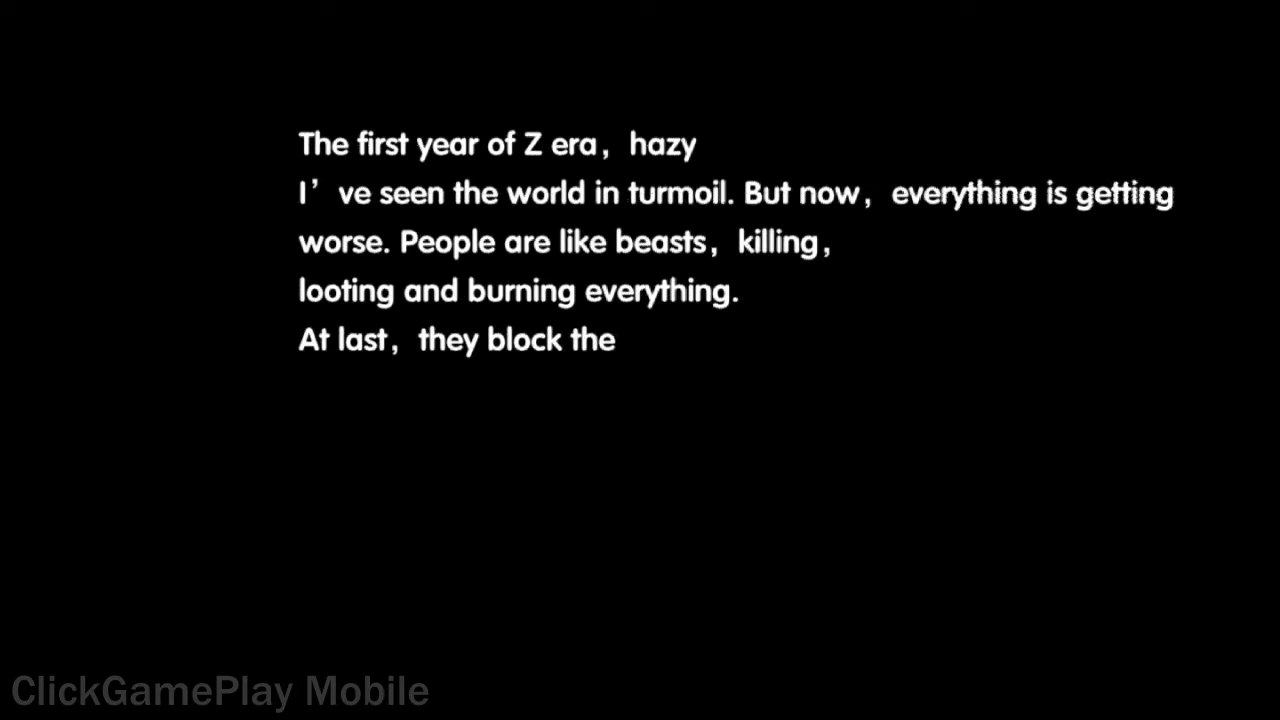 The first year of Z era, hazy
I’ ve seen the world in turmoil. But now, everything is getting
worse. People are like beasts, killing,
looting and burning everything.
At last, they block the
ClickGamePlay Mobile